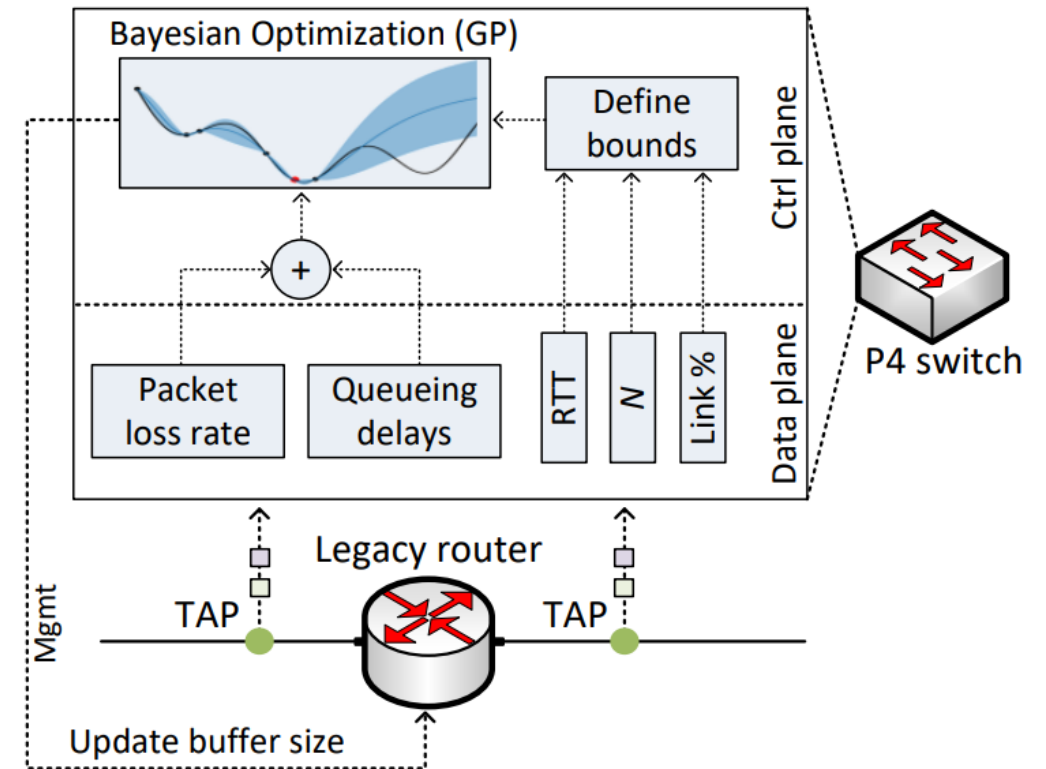 Bayesian Optimization (GP)
Define
bounds
Ctrl plane
+
Packet
loss rate
Queueing
delays
RTT
N
Link %
Data plane
P4 switch
Legacy router
TAP
TAP
Mgmt
Update buffer size